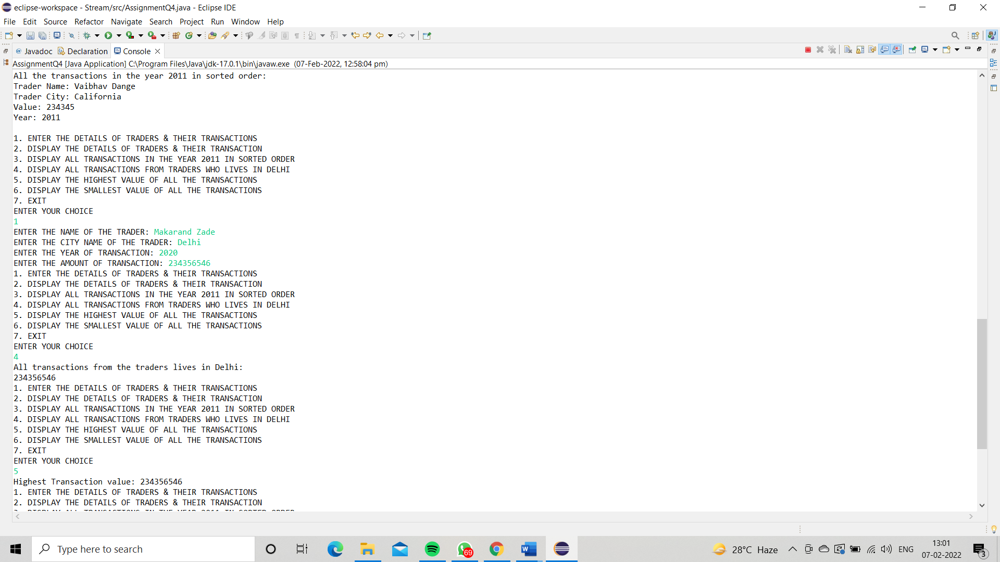 eclipse-workspace - Stream/src/AssignmentQ4.java - Eclipse IDE
File Edit Source Refactor Navigate Search Project Run Window Help
@ Javadoc Declaration Console
AssignmentQ4 [Java Application] C:\Program Files\Java\jdk-17.0.1\bin\javaw.exe (07-Feb-2022, 12:58:04 pm)
All the transactions in the year 2011 in sorted order:
Trader Name: Vaibhav Dange
Trader City: California
Value: 234345
Year: 2011
1. ENTER THE DETAILS OF TRADERS & THEIR TRANSACTIONS
2. DISPLAY THE DETAILS OF TRADERS & THEIR TRANSACTION
3. DISPLAY ALL TRANSACTIONS IN THE YEAR 2011 IN SORTED ORDER
4. DISPLAY ALL TRANSACTIONS FROM TRADERS WHO LIVES IN DELHI
5. DISPLAY THE HIGHEST VALUE OF ALL THE TRANSACTIONS
6. DISPLAY THE SMALLEST VALUE OF ALL THE TRANSACTIONS
7. EXIT
ENTER YOUR CHOICE
1
ENTER THE NAME OF THE TRADER: Makarand Zade
ENTER THE CITY NAME OF THE TRADER: Delhi
ENTER THE YEAR OF TRANSACTION: 2020
ENTER THE AMOUNT OF TRANSACTION: 234356546
1. ENTER THE DETAILS OF TRADERS & THEIR TRANSACTIONS
2. DISPLAY THE DETAILS OF TRADERS & THEIR TRANSACTION
3. DISPLAY ALL TRANSACTIONS IN THE YEAR 2011 IN SORTED ORDER
4. DISPLAY ALL TRANSACTIONS FROM TRADERS WHO LIVES IN DELHI
5. DISPLAY THE HIGHEST VALUE OF ALL THE TRANSACTIONS
6. DISPLAY THE SMALLEST VALUE OF ALL THE TRANSACTIONS
7. EXIT
ENTER YOUR CHOICE
4
All transactions from the traders lives in Delhi:
234356546
1. ENTER THE DETAILS OF TRADERS & THEIR TRANSACTIONS
2. DISPLAY THE DETAILS OF TRADERS & THEIR TRANSACTION
3. DISPLAY ALL TRANSACTIONS IN THE YEAR 2011 IN SORTED ORDER
4. DISPLAY ALL TRANSACTIONS FROM TRADERS WHO LIVES IN DELHI
5. DISPLAY THE HIGHEST VALUE OF ALL THE TRANSACTIONS
6. DISPLAY THE SMALLEST VALUE OF ALL THE TRANSACTIONS
7. EXIT
ENTER YOUR CHOICE
5
Highest Transaction value: 234356546
1. ENTER THE DETAILS OF TRADERS & THEIR TRANSACTIONS
2. DISPLAY THE DETAILS OF TRADERS & THEIR TRANSACTION
3. DISPLAY ALL TRANSACTIONS IN THE YEAR 2011 IN SORTED ORDER
Type here to search
69
W
28°C Haze
ENG
13:01
07-02-2022
3